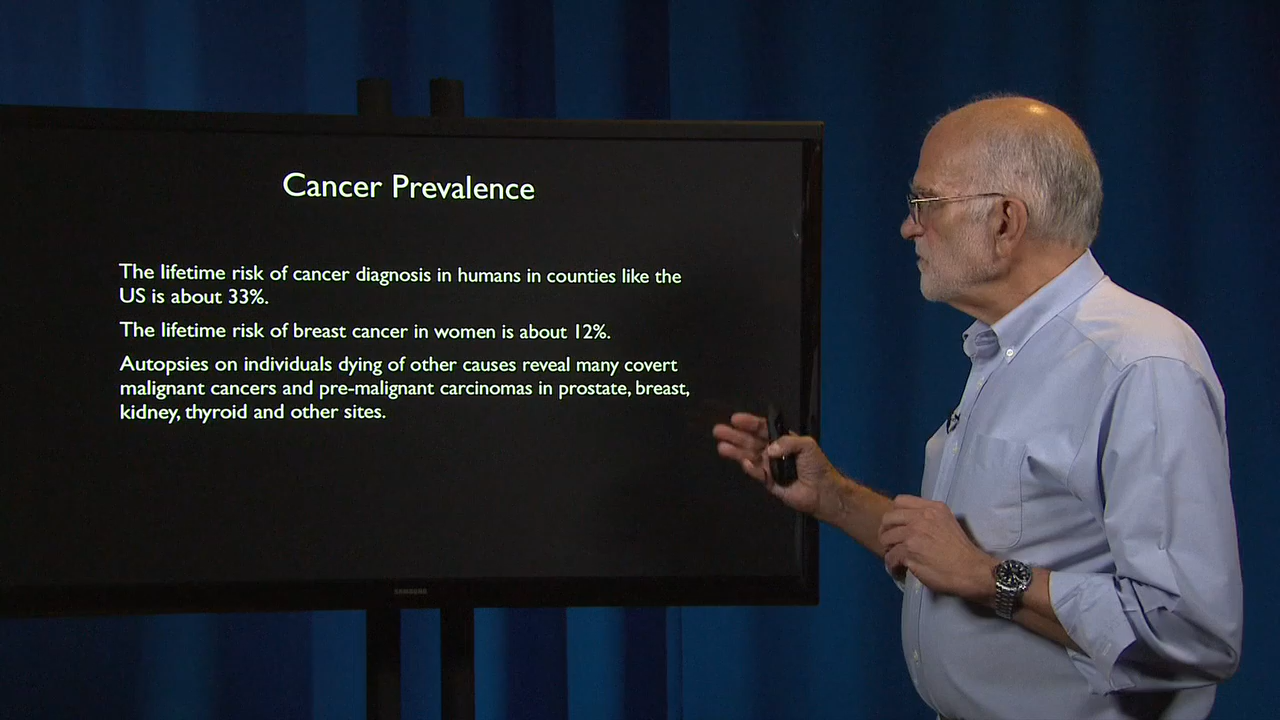 Cancer Prevalence
The lifetime risk of cancer diagnosis in humans in counties like the
US is about 33%.
The lifetime risk of breast cancer in women is about 12%.
Autopsies on individuals dying of other causes reveal many covert
malignant cancers and pre-malignant carcinomas in prostate, breast,
kidney, thyroid and other sites.
SAMSUNG